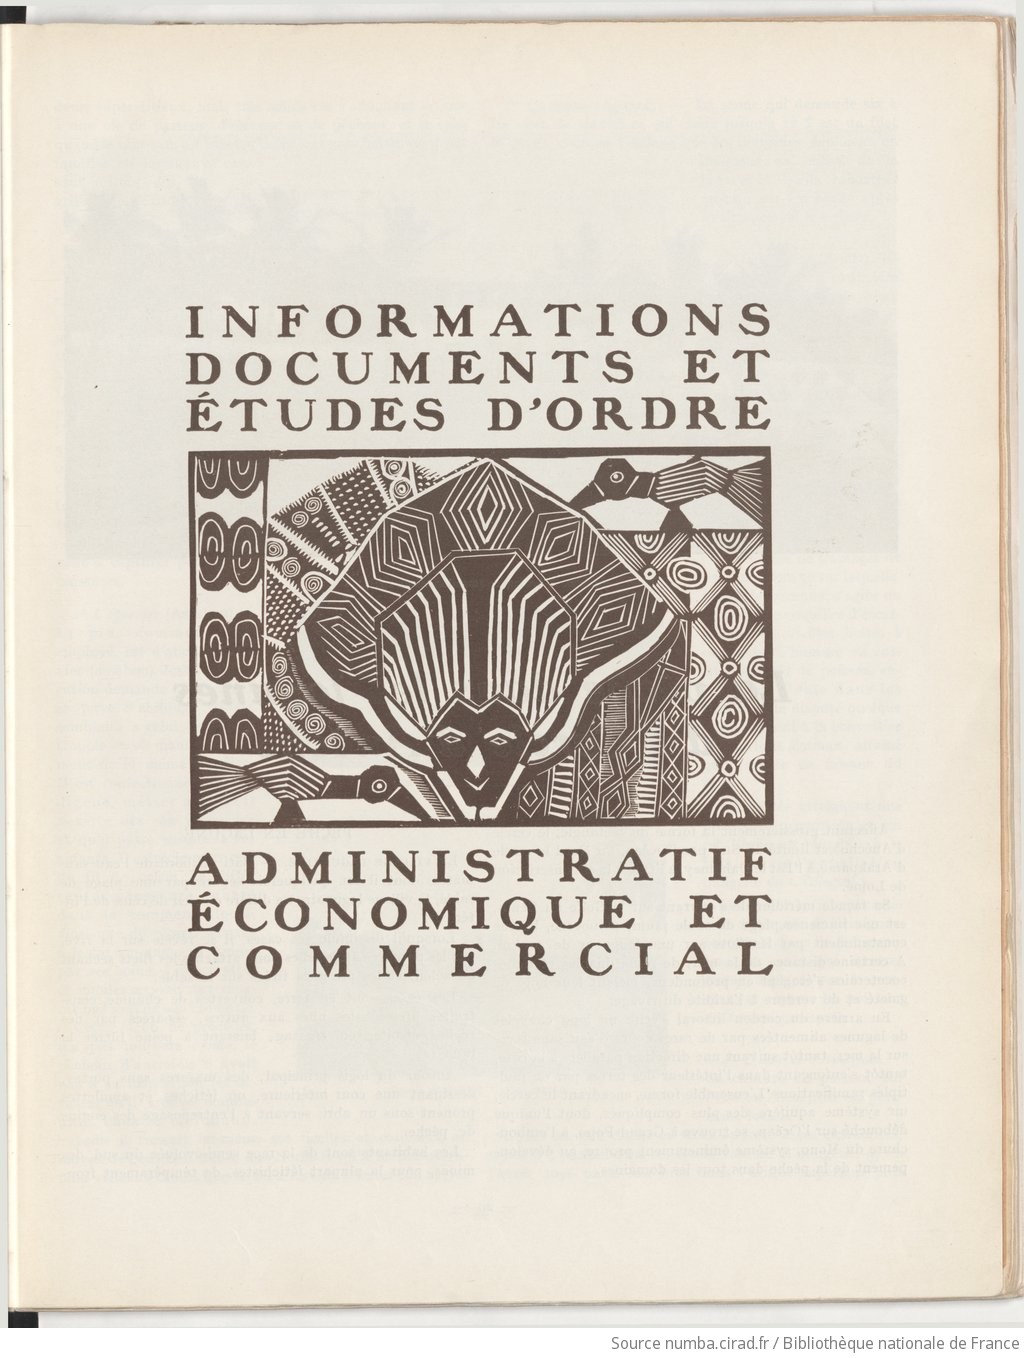 INFORMATIONS
DOCUMENTS ET
ÉTUDES D'ORDRE
ADMINISTRATIF
ÉCONOMIQUE ET
COMMERCIAL
Source numba.cirad.fr / Bibliothèque nationale de France